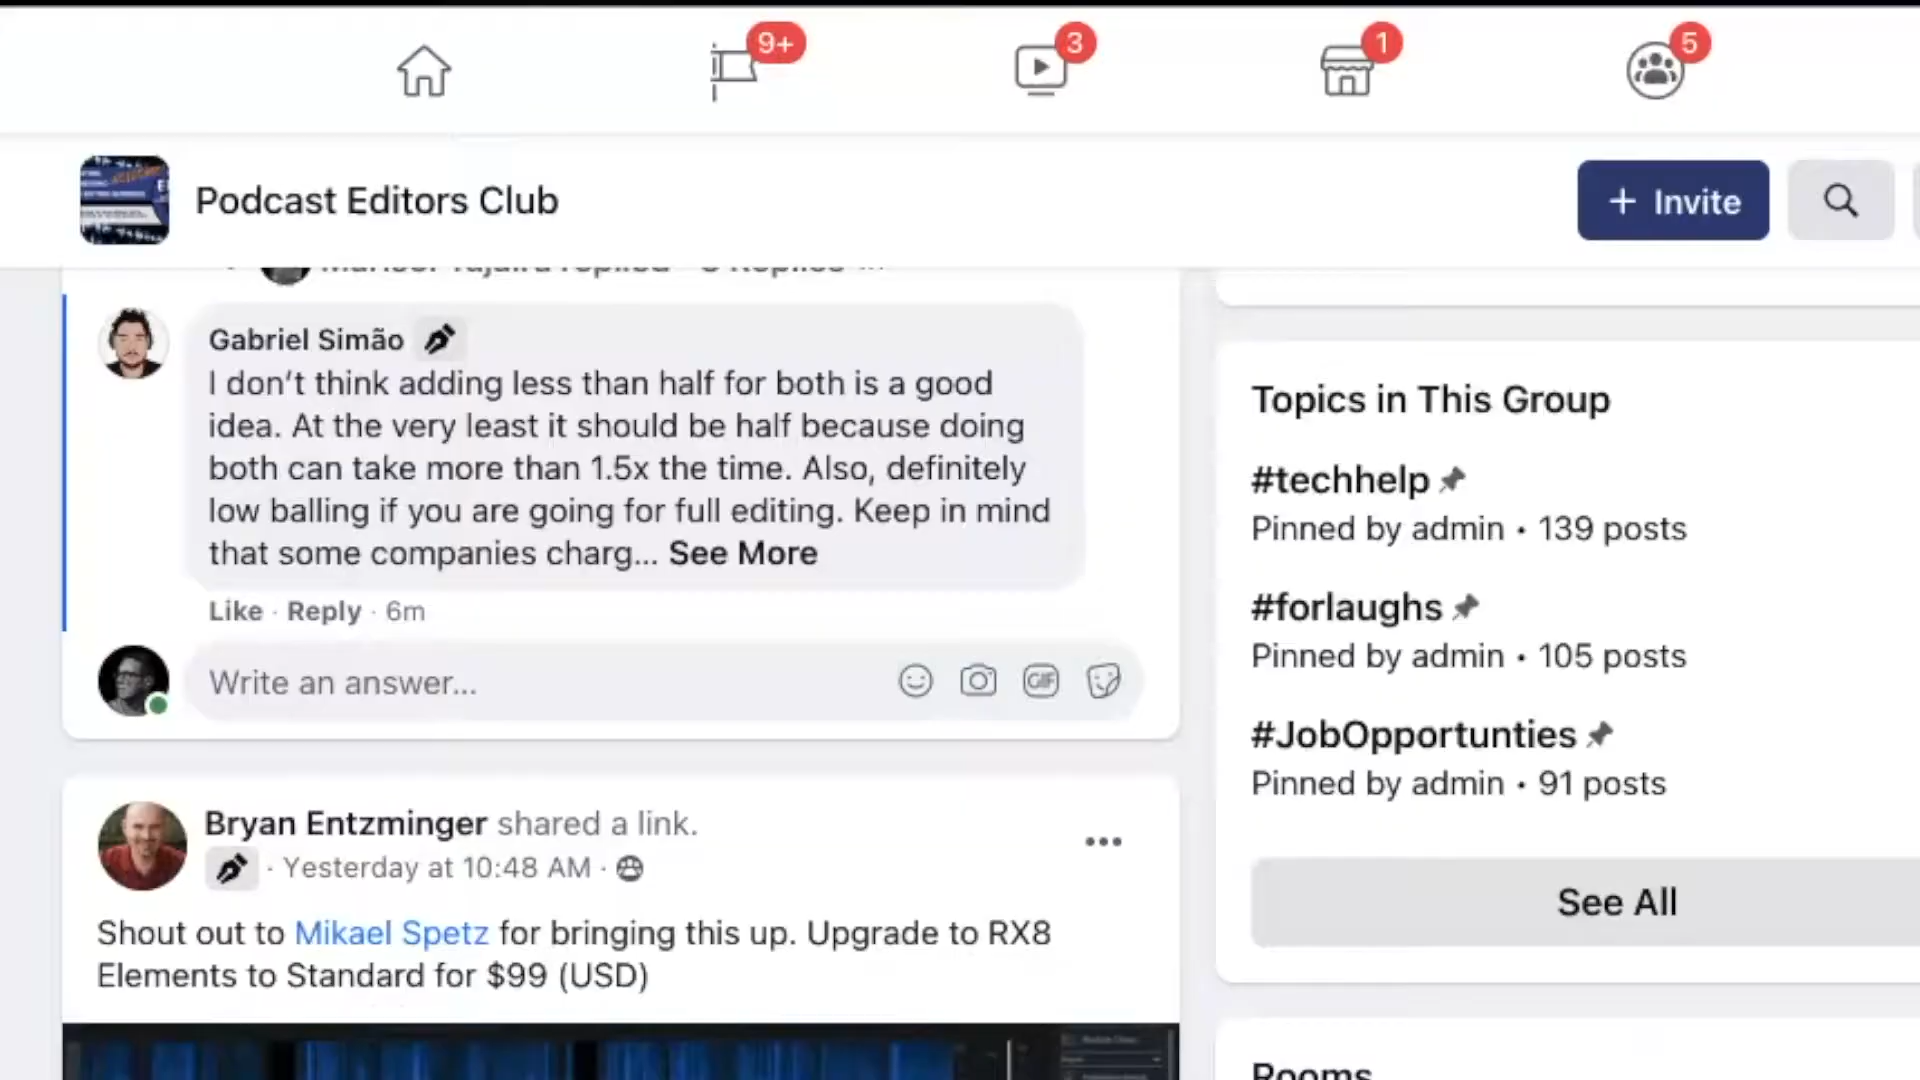 9+
3
1
5
Podcast Editors Club
+ Invite
Gabriel Simão
I don't think adding less than half for both is a good
idea. At the very least it should be half because doing
both can take more than 1.5x the time. Also, definitely
low balling if you are going for full editing. Keep in mind
that some companies charg... See More
Like · Reply · 6m
Write an answer...
GIF
Bryan Entzminger shared a link.
· Yesterday at 10:48 AM ·
Shout out to Mikael Spetz for bringing this up. Upgrade to RX8
Elements to Standard for $99 (USD)
Topics in This Group
#techhelp
Pinned by admin • 139 posts
#forlaughs
Pinned by admin • 105 posts
#JobOpportunties
Pinned by admin • 91 posts
See All
Rooms